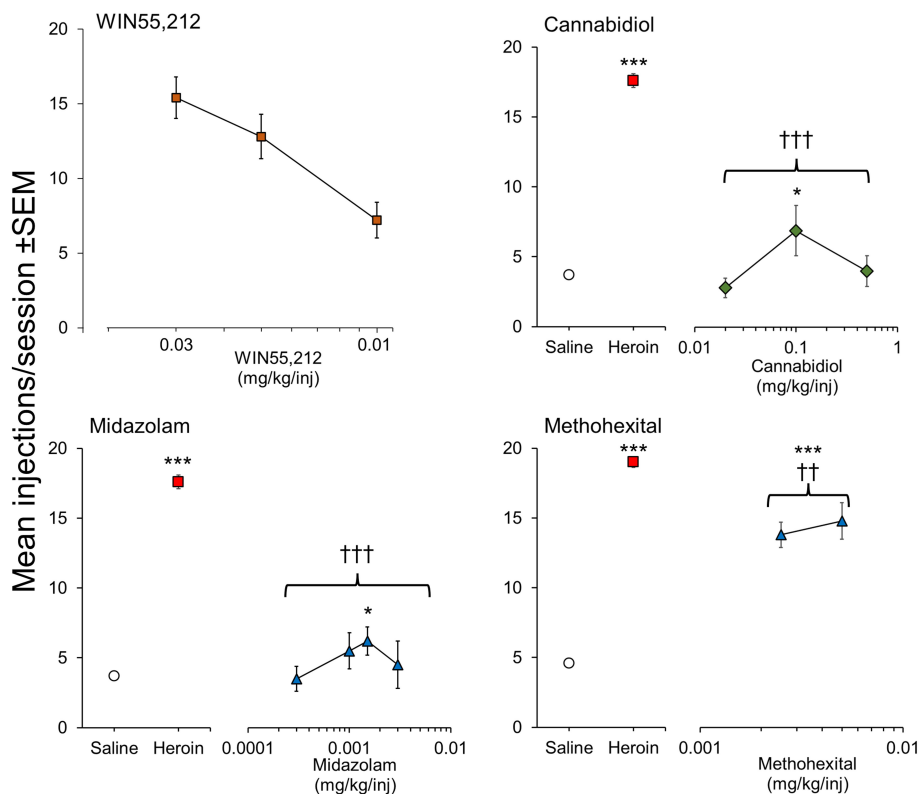 Mean injections/session ±SEM
WIN55,212
20
15
10
5
0
0.03
0.01
WIN55,212
(mg/kg/inj)
Cannabidiol
20
15
10
5
0
***
†††
*
Saline
Heroin
0.01
0.1
1
Cannabidiol
(mg/kg/inj)
Midazolam
20
15
10
5
0
***
†††
*
Saline
Heroin
0.0001
0.001
0.01
Midazolam
(mg/kg/inj)
Methohexital
20
15
10
5
0
***
***
††
Saline
Heroin
0.001
0.01
Methohexital
(mg/kg/inj)